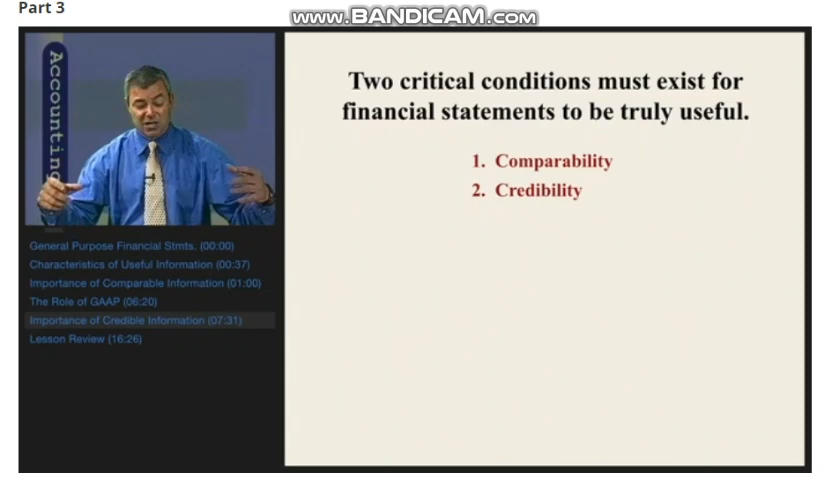 Part 3
www.BANDICAM.com
Accounting
Two critical conditions must exist for
financial statements to be truly useful.
1. Comparability
2. Credibility
General Purpose Financial Stmts. (00:00)
Characteristics of Useful Information (00:37)
Importance of Comparable Information (01:00)
The Role of GAAP (06:20)
Importance of Credible Information (07:31)
Lesson Review (16:26)